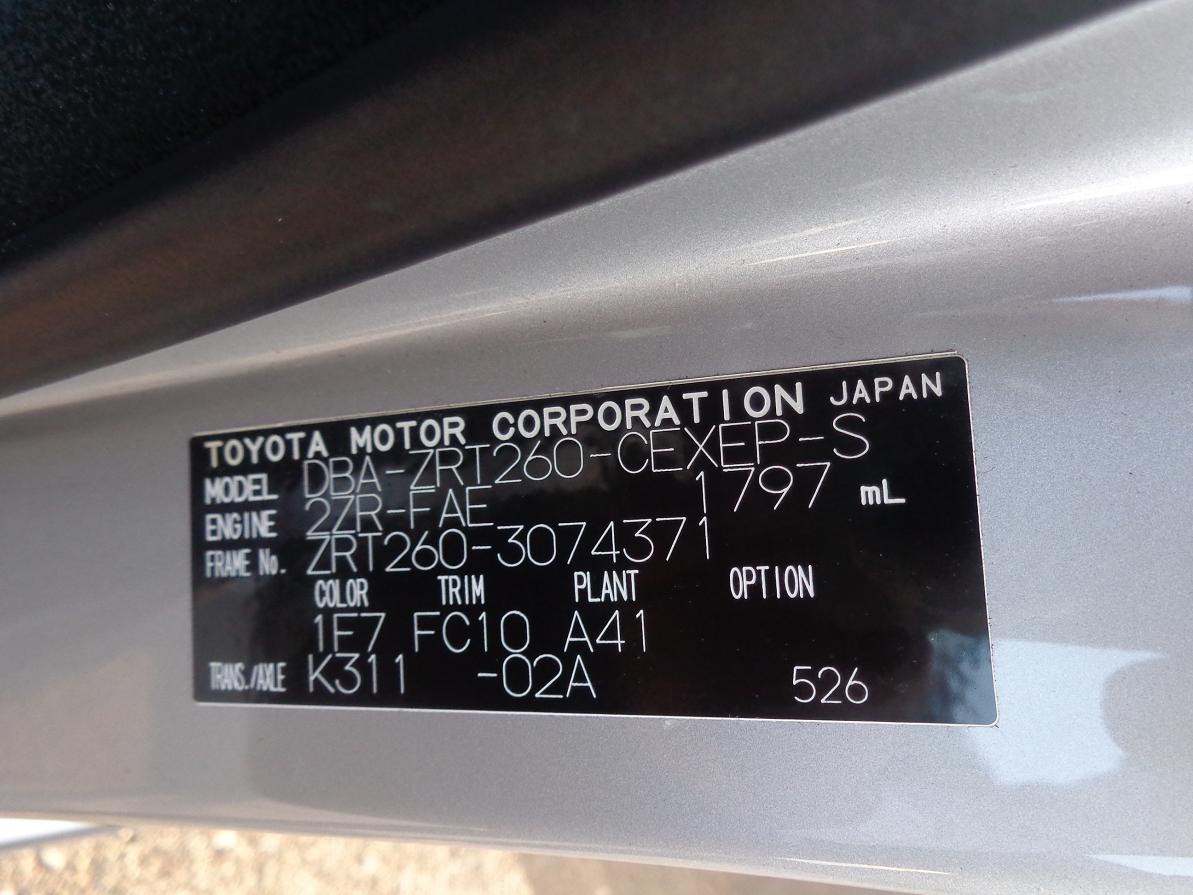 TOYOTA MOTOR CORPORATION JAPAN
MODEL DBA-ZRT260-CEXEP-S
ENGINE 2ZR-FAE 1797 mL
FRAME No. ZRT260-3074371
COLOR TRIM PLANT OPTION
1F7 FC10 A41
TRANS./AXLE K311 -02A 526